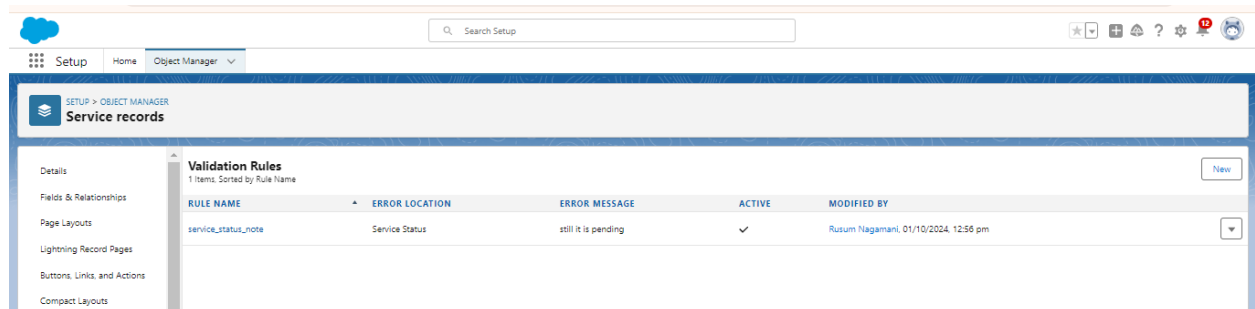 Search Setup
12
Setup Home Object Manager
SETUP > OBJECT MANAGER
Service records
Details
Fields & Relationships
Page Layouts
Lightning Record Pages
Buttons, Links, and Actions
Compact Layouts
Validation Rules
1 Items, Sorted by Rule Name
New
RULE NAME ERROR LOCATION ERROR MESSAGE ACTIVE MODIFIED BY
service_status_note Service Status still it is pending Rusum Nagamani, 01/10/2024, 12:56 pm